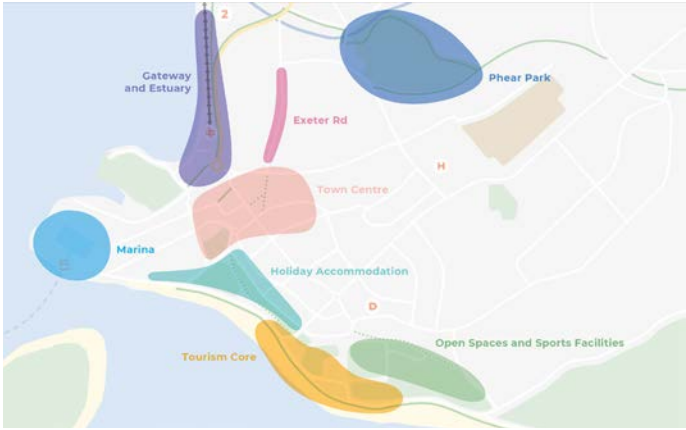 2
Gateway
and Estuary
Phear Park
Exeter Rd
H
Town Centre
Marina
Holiday Accommodation
D
Open Spaces and Sports Facilities
Tourism Core